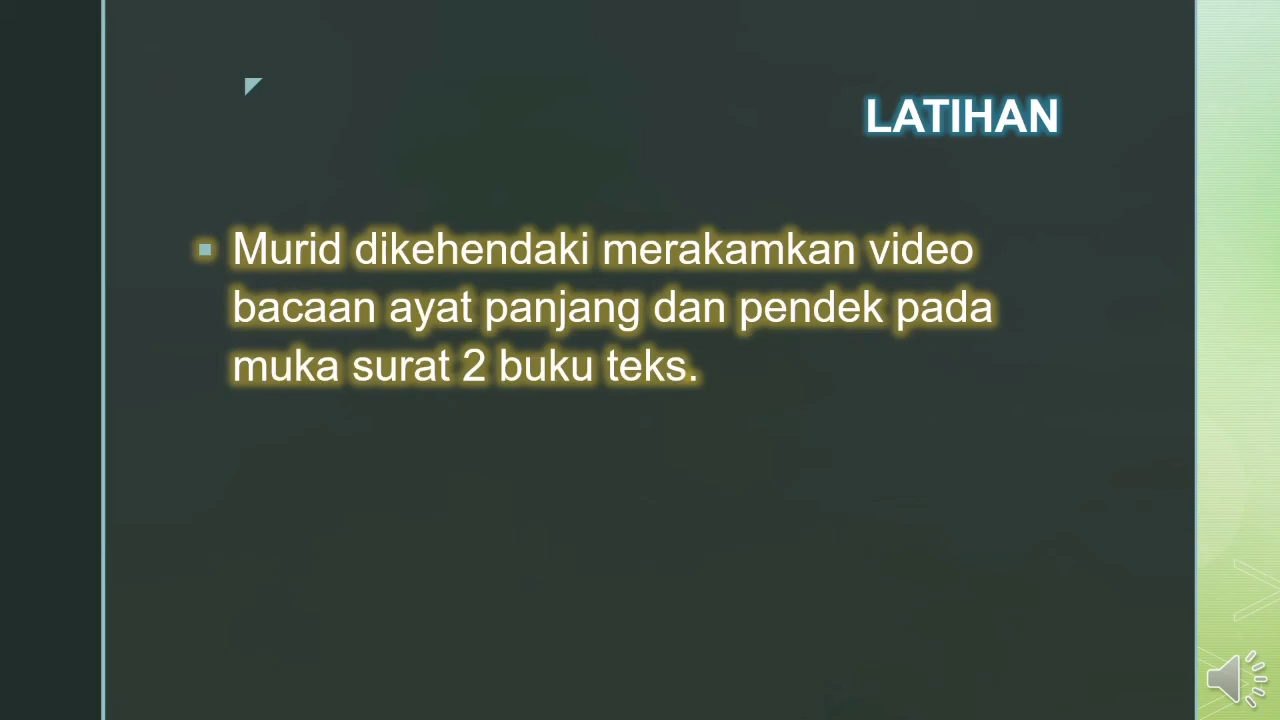 LATIHAN
Murid dikehendaki merakamkan video
bacaan ayat panjang dan pendek pada
muka surat 2 buku teks.